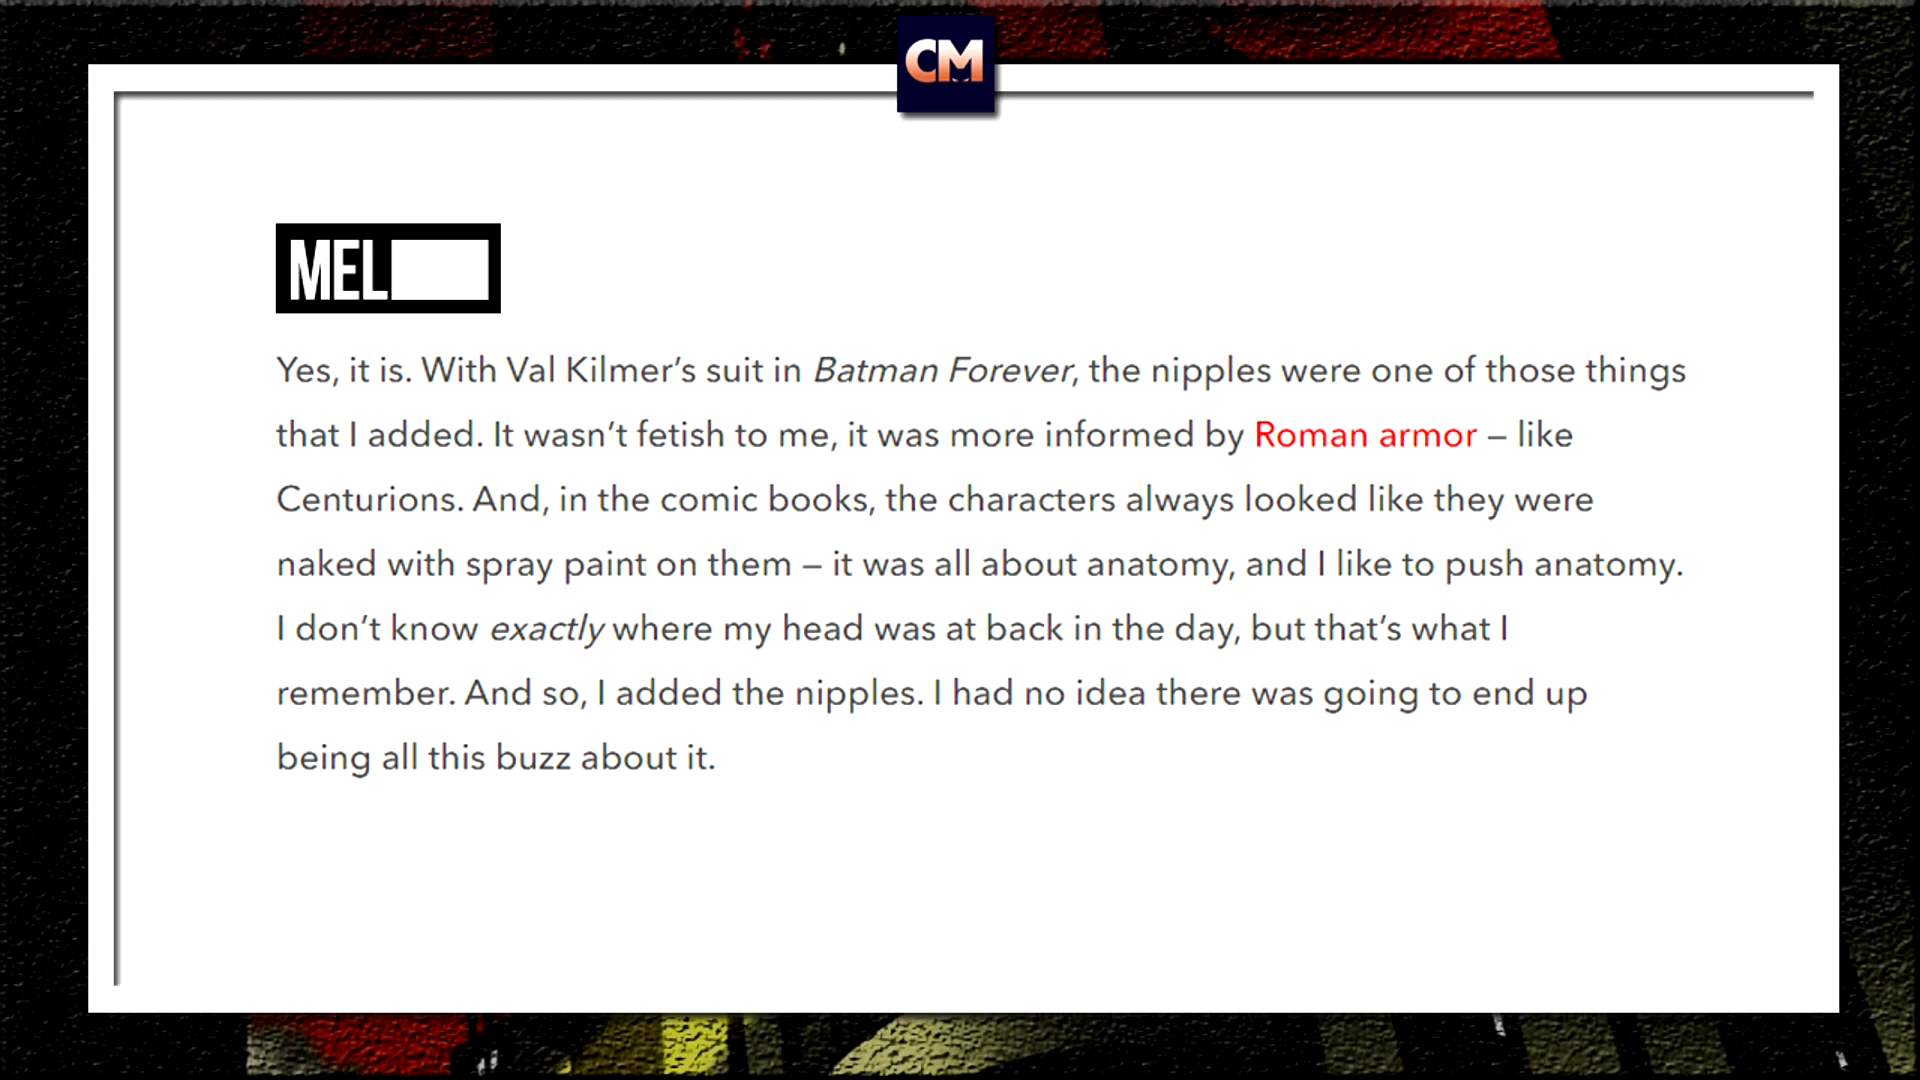 CM
MEL
Yes, it is. With Val Kilmer’s suit in Batman Forever, the nipples were one of those things
that I added. It wasn’t fetish to me, it was more informed by Roman armor – like
Centurions. And, in the comic books, the characters always looked like they were
naked with spray paint on them – it was all about anatomy, and I like to push anatomy.
I don’t know exactly where my head was at back in the day, but that’s what I
remember. And so, I added the nipples. I had no idea there was going to end up
being all this buzz about it.